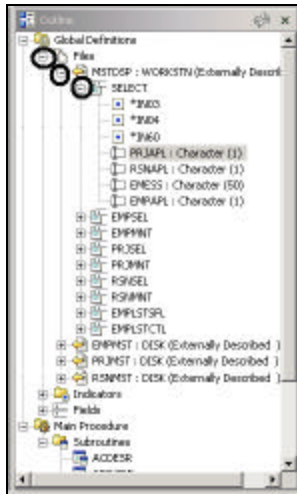 Outline
Global Definitions
Files
MSTDSP : WORKSTN (Externally Descri
SELECT
*IN03
*IN04
*IN60
PRJAPL : Character (1)
RSNAPL : Character (1)
EMESS : Character (50)
EMPAPL : Character (1)
EMPSEL
EMPMNT
PRJSEL
PRJMNT
RSNSEL
RSNMNT
EMPLSTSFL
EMPLSTCTL
EMPMST : DISK (Externally Described )
PRJMST : DISK (Externally Described )
RSNMST : DISK (Externally Described )
Indicators
Fields
Main Procedure
Subroutines
ACDESR